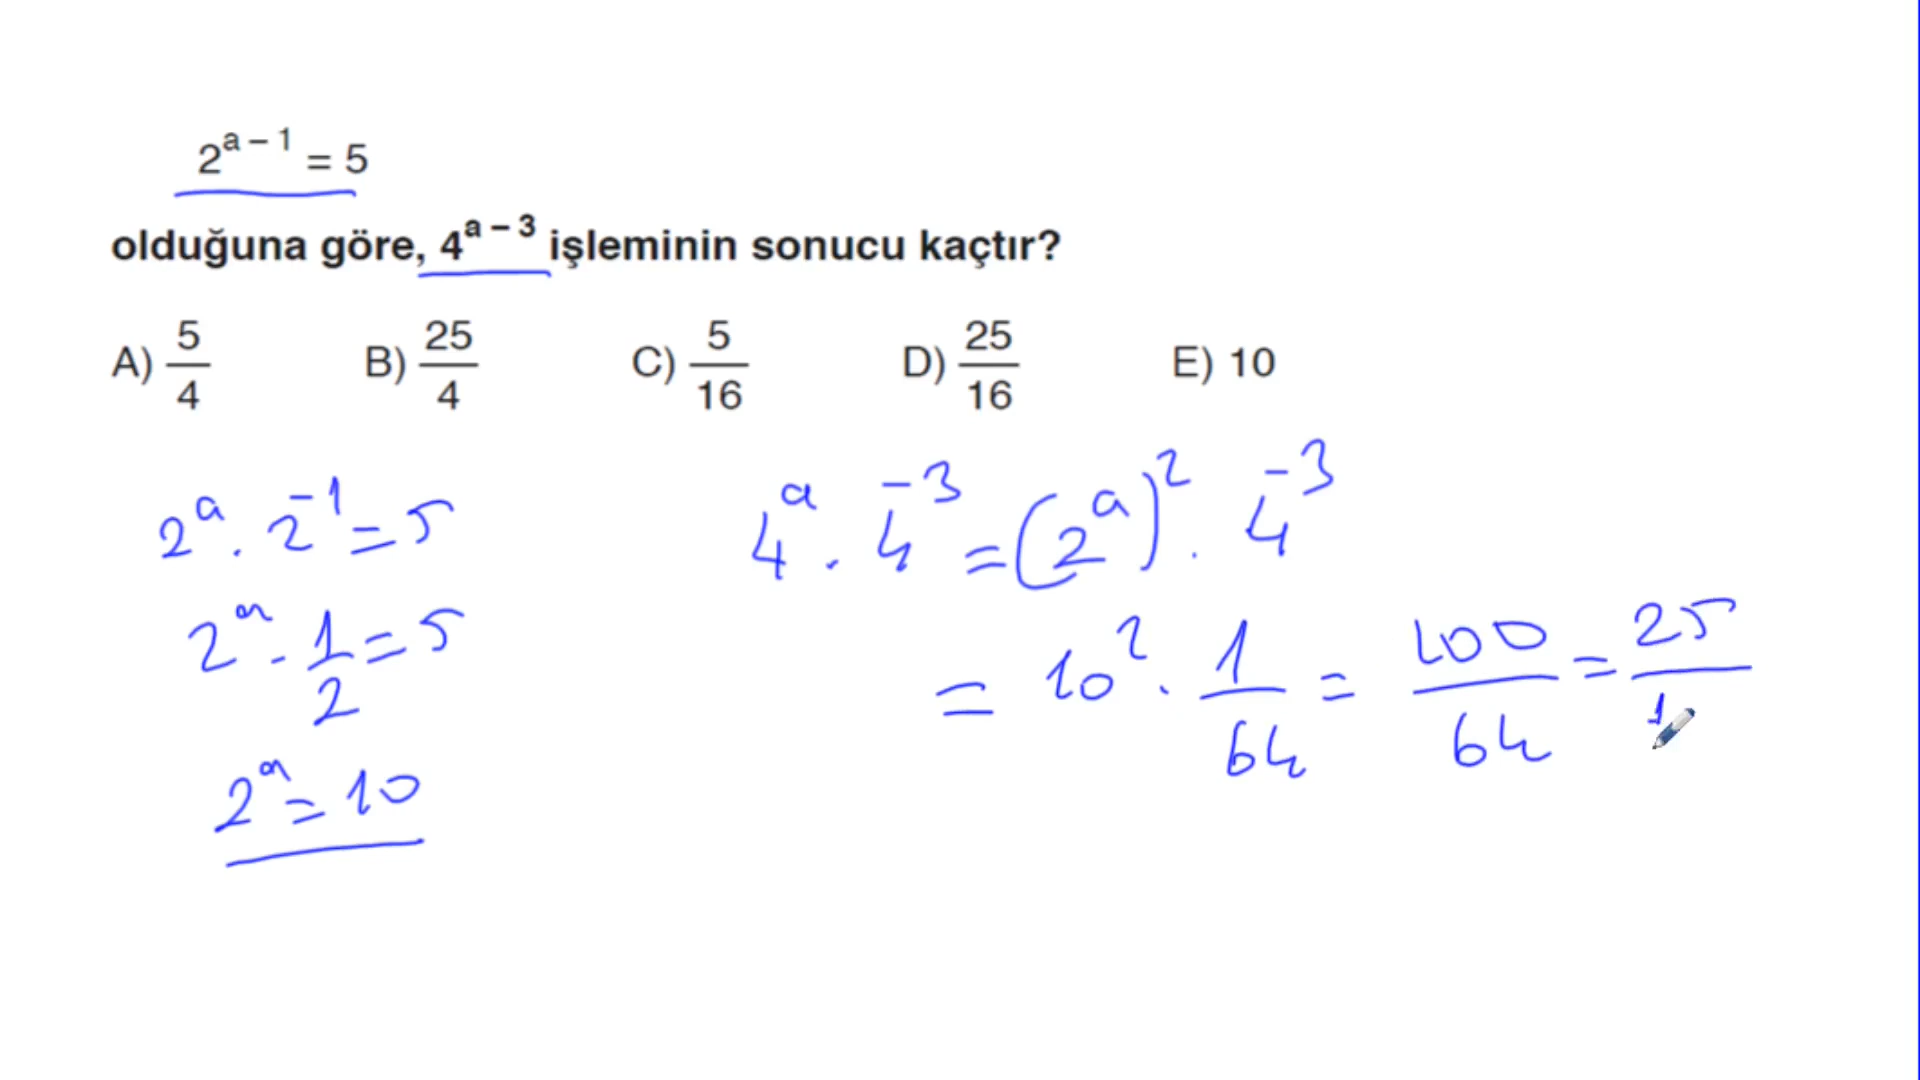 2^{a – 1} = 5
olduğuna göre, 4^{a – 3} işleminin sonucu kaçtır?
A) 5/4 B) 25/4 C) 5/16 D) 25/16 E) 10
2^a . 2^{-1} = 5
2^a . 1/2 = 5
2^a = 10
4^a . 4^{-3} = (2^a)^2 . 4^{-3}
= 10^2 . 1/64 = 100/64 = 25/1